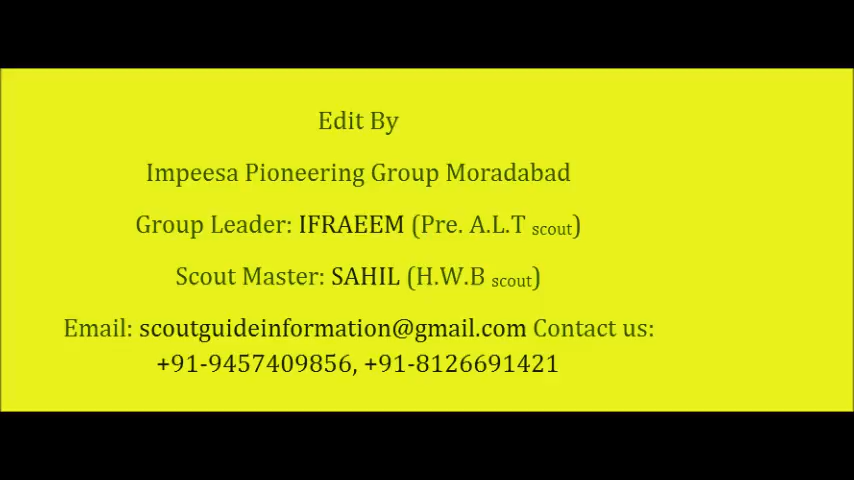 Edit By
Impeesa Pioneering Group Moradabad
Group Leader: IFRAEEM (Pre. A.L.T scout)
Scout Master: SAHIL (H.W.B scout)
Email: scoutguideinformation@gmail.com Contact us:
+91-9457409856, +91-8126691421